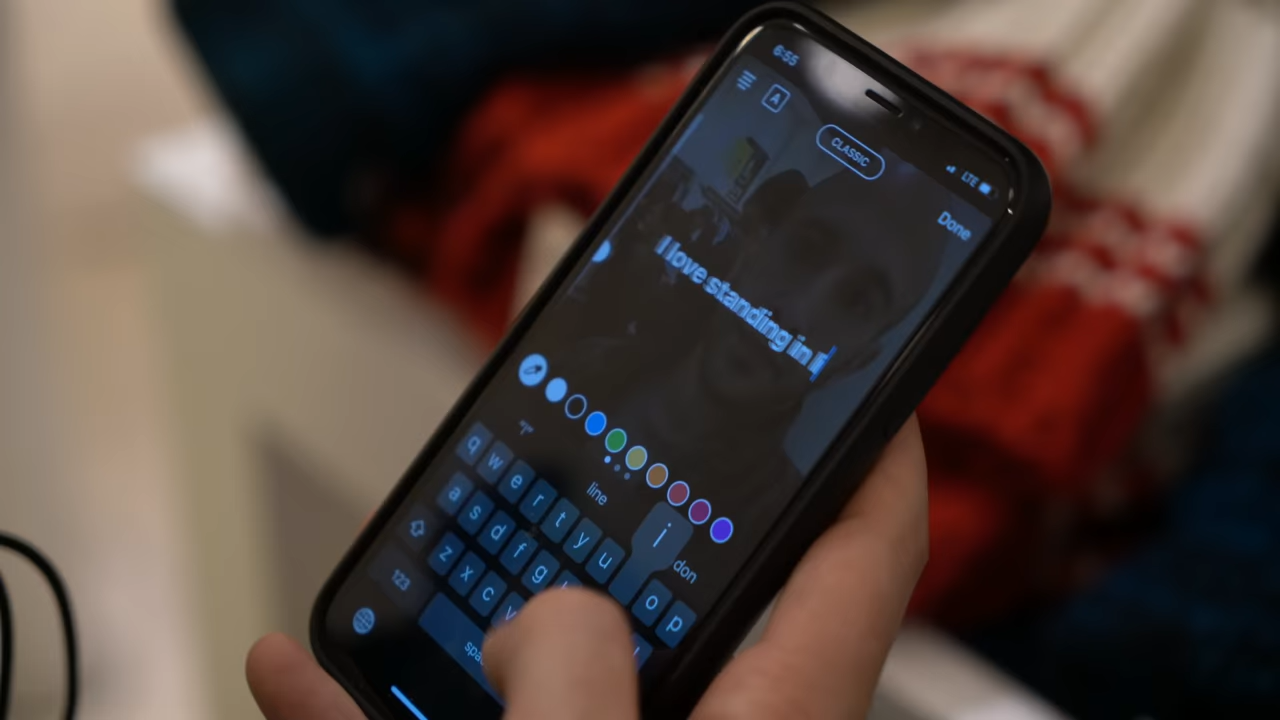 6:55
LTE
A
CLASSIC
Done
I love standing in
line
don
q w e r t y u i o p
a s d f g
z x c v
123